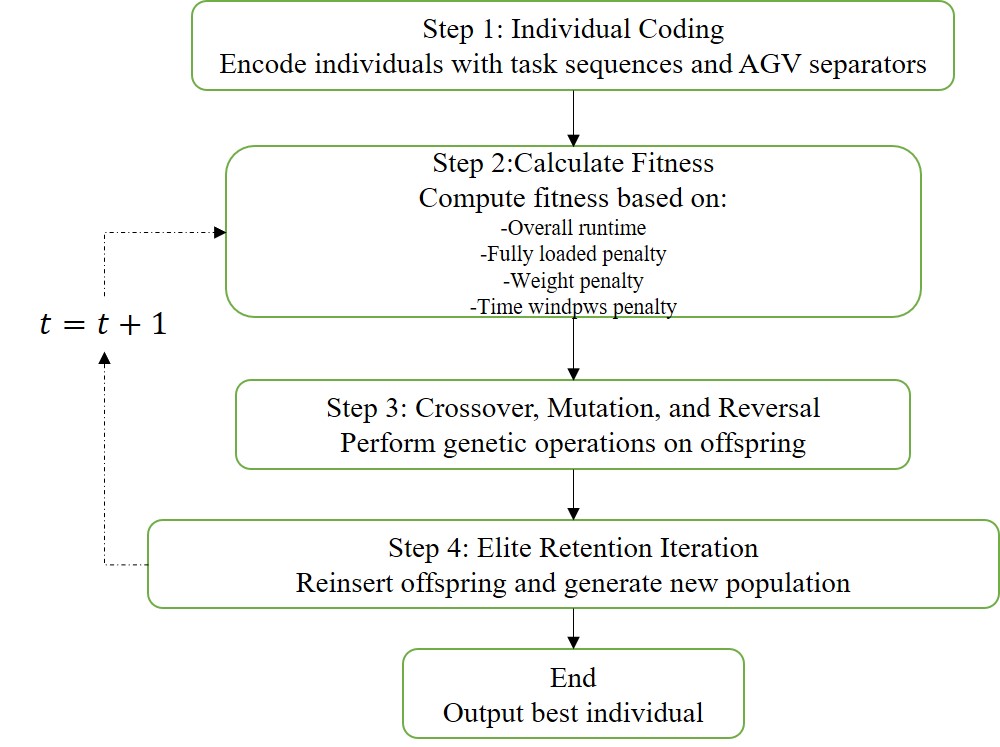 Step 1: Individual Coding
Encode individuals with task sequences and AGV separators
Step 2:Calculate Fitness
Compute fitness based on:
-Overall runtime
-Fully loaded penalty
-Weight penalty
-Time windpws penalty
t = t + 1
Step 3: Crossover, Mutation, and Reversal
Perform genetic operations on offspring
Step 4: Elite Retention Iteration
Reinsert offspring and generate new population
End
Output best individual